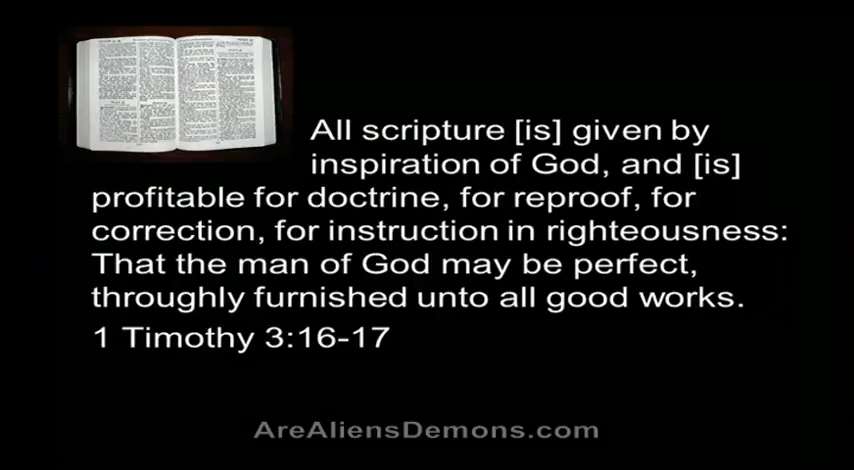 All scripture [is] given by
inspiration of God, and [is]
profitable for doctrine, for reproof, for
correction, for instruction in righteousness:
That the man of God may be perfect,
throughly furnished unto all good works.
1 Timothy 3:16-17
AreAliensDemons.com